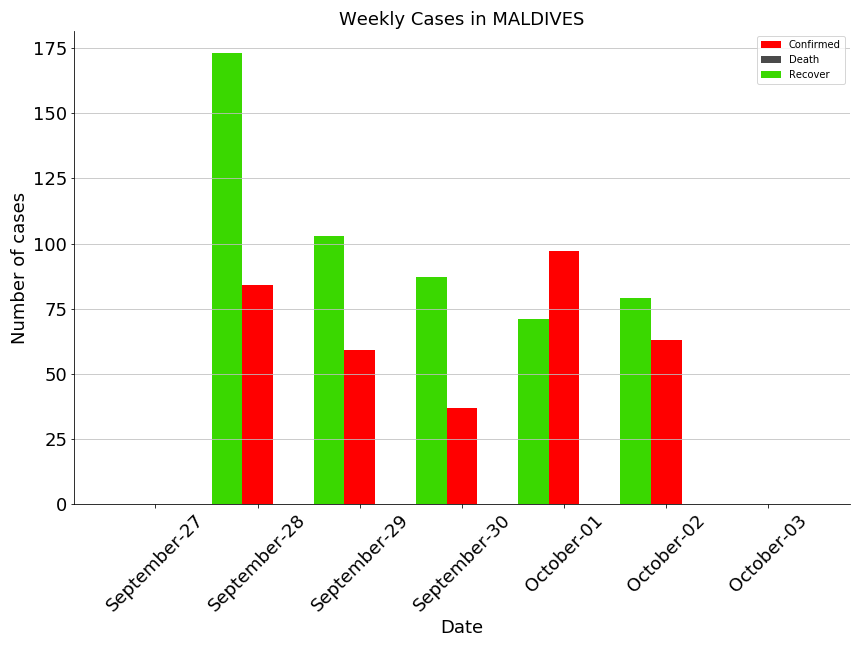 Weekly Cases in MALDIVES
Confirmed
Death
Recover
Number of cases
175
150
125
100
75
50
25
0
September-27
September-28
September-29
September-30
October-01
October-02
October-03
Date